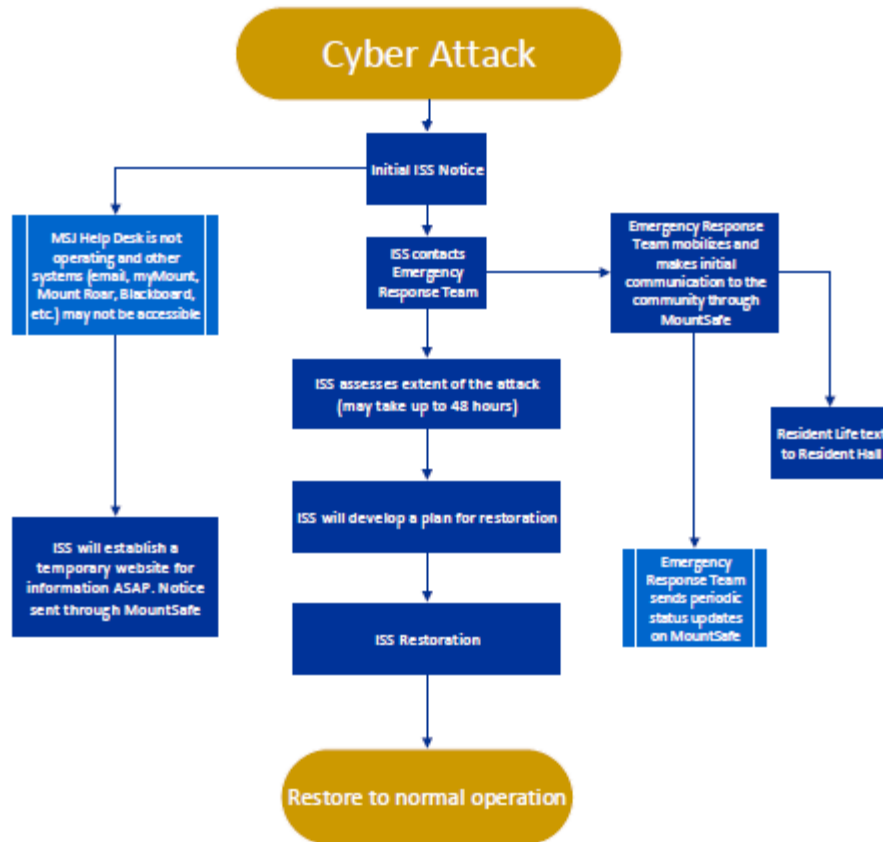 Cyber Attack
Initial ISS Notice
MSJ Help Desk is not
operating and other
systems (email, myMount,
Mount Roar, Blackboard,
etc.) may not be accessible
ISS contacts
Emergency
Response Team
Emergency Response
Team mobilizes and
makes initial
communication to the
community through
MountSafe
ISS assesses extent of the attack
(may take up to 48 hours)
Resident Life text
to Resident Hall
ISS will develop a plan for restoration
ISS will establish a
temporary website for
information ASAP. Notice
sent through MountSafe
Emergency
Response Team
sends periodic
status updates
on MountSafe
ISS Restoration
Restore to normal operation